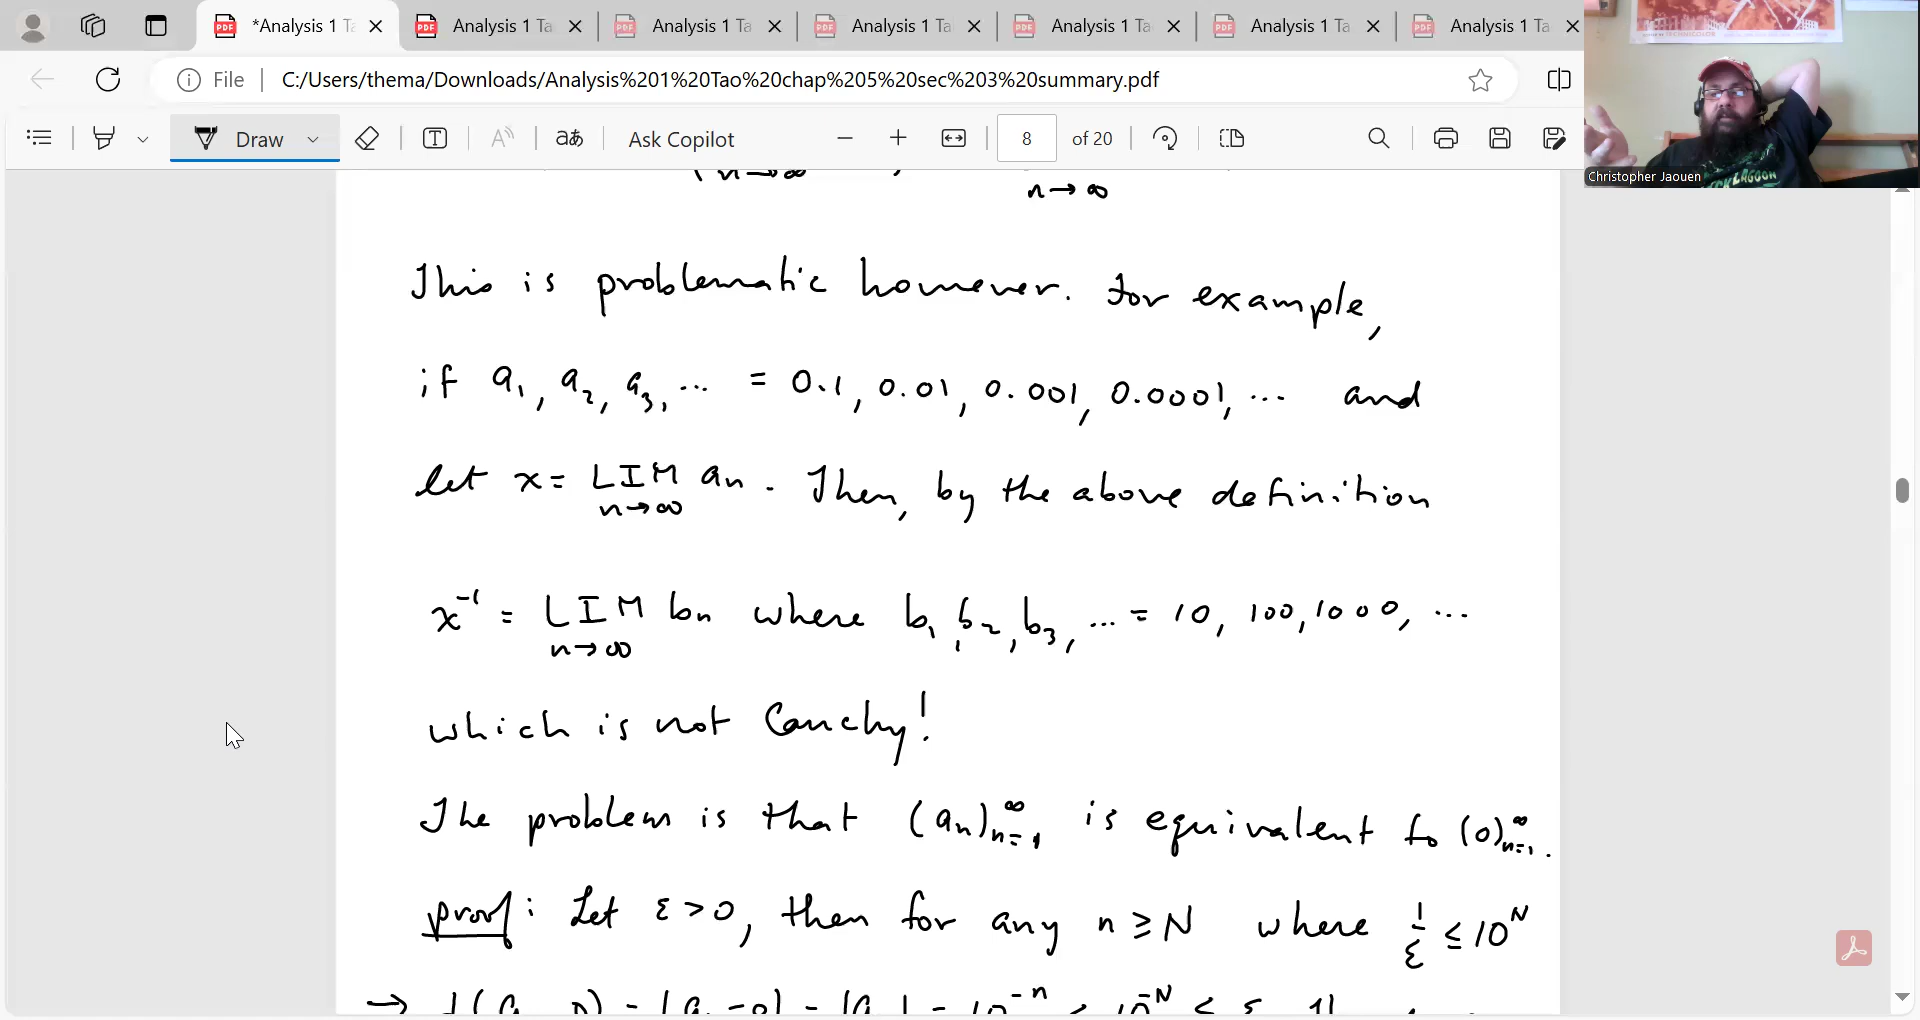 *Analysis 1 Ta
Analysis 1 Ta
Analysis 1 Ta
Analysis 1 Ta
Analysis 1 Ta
Analysis 1 Ta
Analysis 1 Ta
File
C:/Users/thema/Downloads/Analysis%201%20Tao%20chap%205%20sec%203%20summary.pdf
Draw
Ask Copilot
8 of 20
Christopher Jaouen
n→∞ n→∞
This is problematic however. For example,
if a₁, a₂, a₃, ... = 0.1, 0.01, 0.001, 0.0001, ... and
let x = LIM aₙ. Then, by the above definition
n→∞
x⁻¹ = LIM bₙ where b₁, b₂, b₃, ... = 10, 100, 1000, ...
n→∞
which is not Cauchy!
The problem is that (aₙ)ₙ₌₁^∞ is equivalent to (0)ₙ₌₁^∞.
proof: Let ε > 0, then for any n ≥ N where 1/ε ≤ 10^N